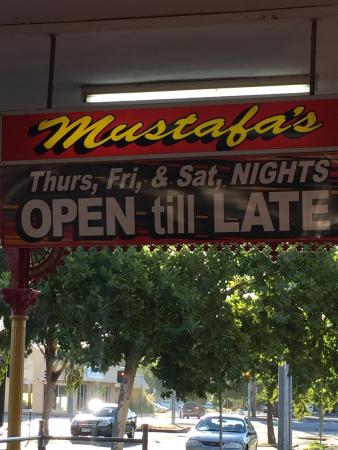 Mustafa's
Thurs, Fri, & Sat, NIGHTS
OPEN till LATE